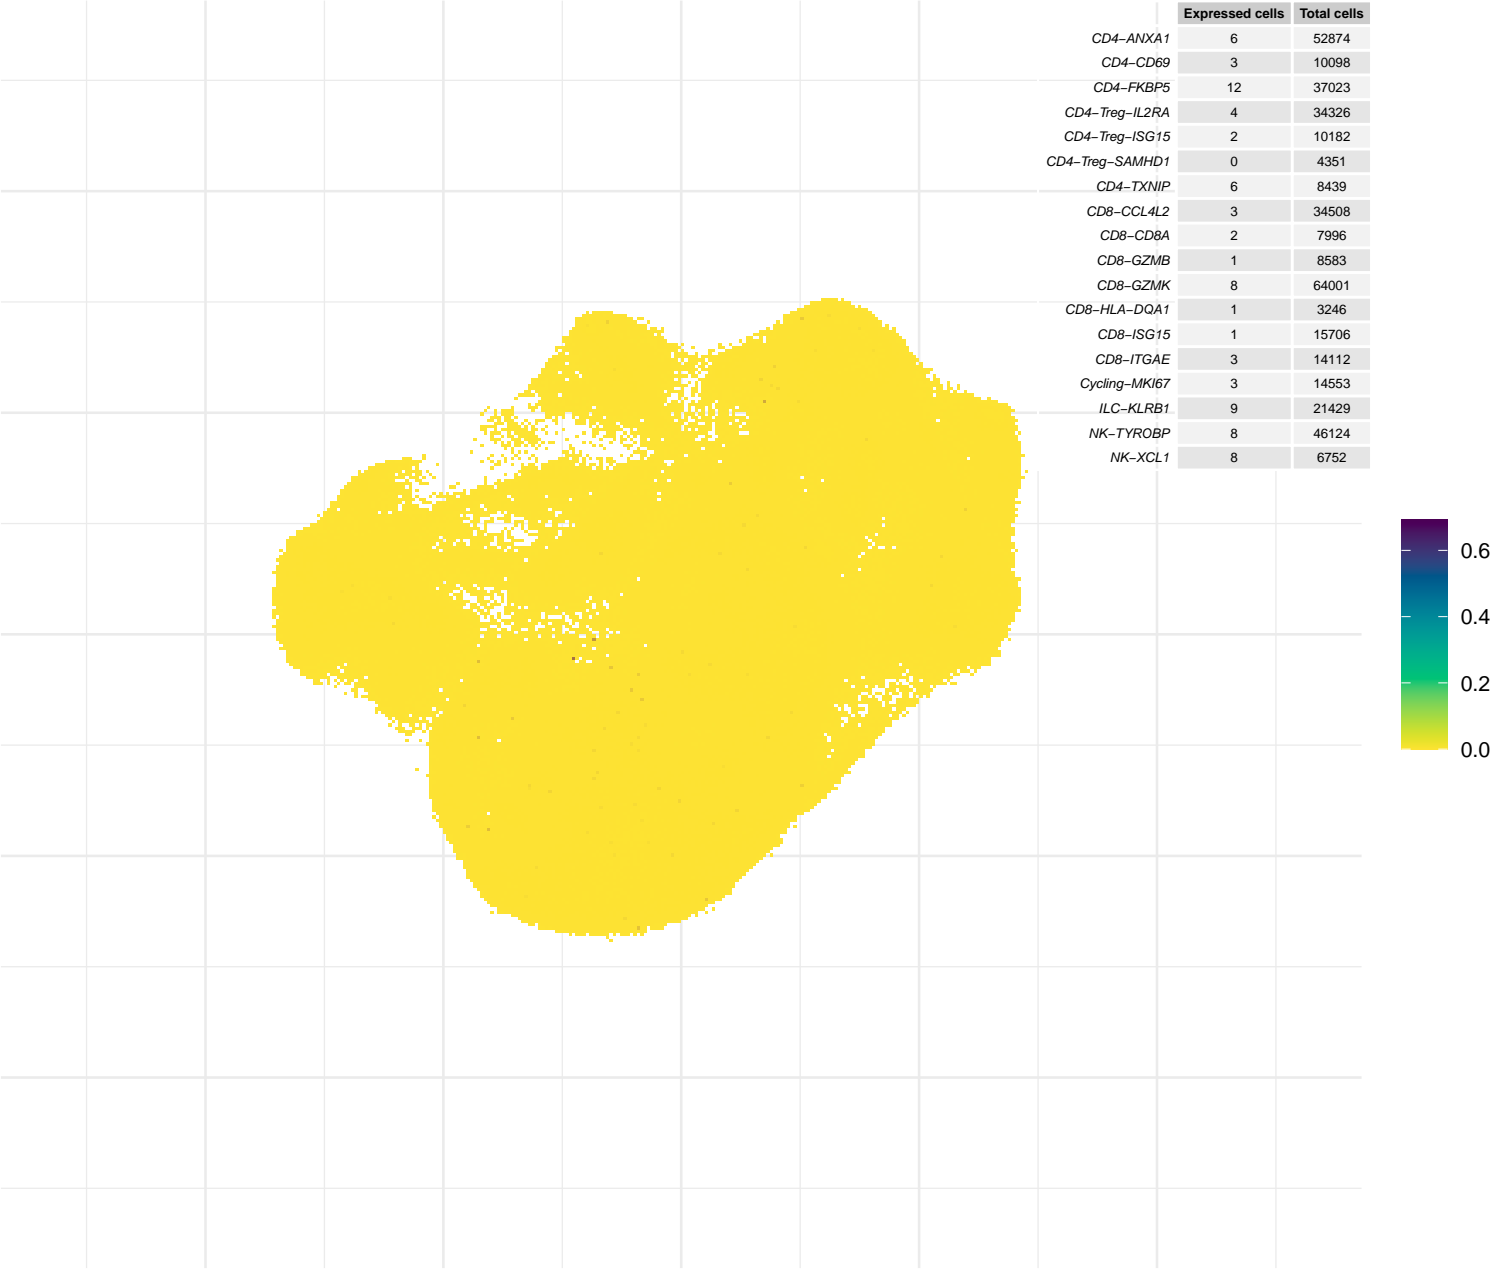 Expressed cells Total cells
CD4−ANXA1 6 52874
CD4−CD69 3 10098
CD4−FKBP5 12 37023
CD4−Treg−IL2RA 4 34326
CD4−Treg−ISG15 2 10182
CD4−Treg−SAMHD1 0 4351
CD4−TXNIP 6 8439
CD8−CCL4L2 3 34508
CD8−CD8A 2 7996
CD8−GZMB 1 8583
CD8−GZMK 8 64001
CD8−HLA−DQA1 1 3246
CD8−ISG15 1 15706
CD8−ITGAE 3 14112
Cycling−MKI67 3 14553
ILC−KLRB1 9 21429
NK−TYROBP 8 46124
NK−XCL1 8 6752
0.6
0.4
0.2
0.0